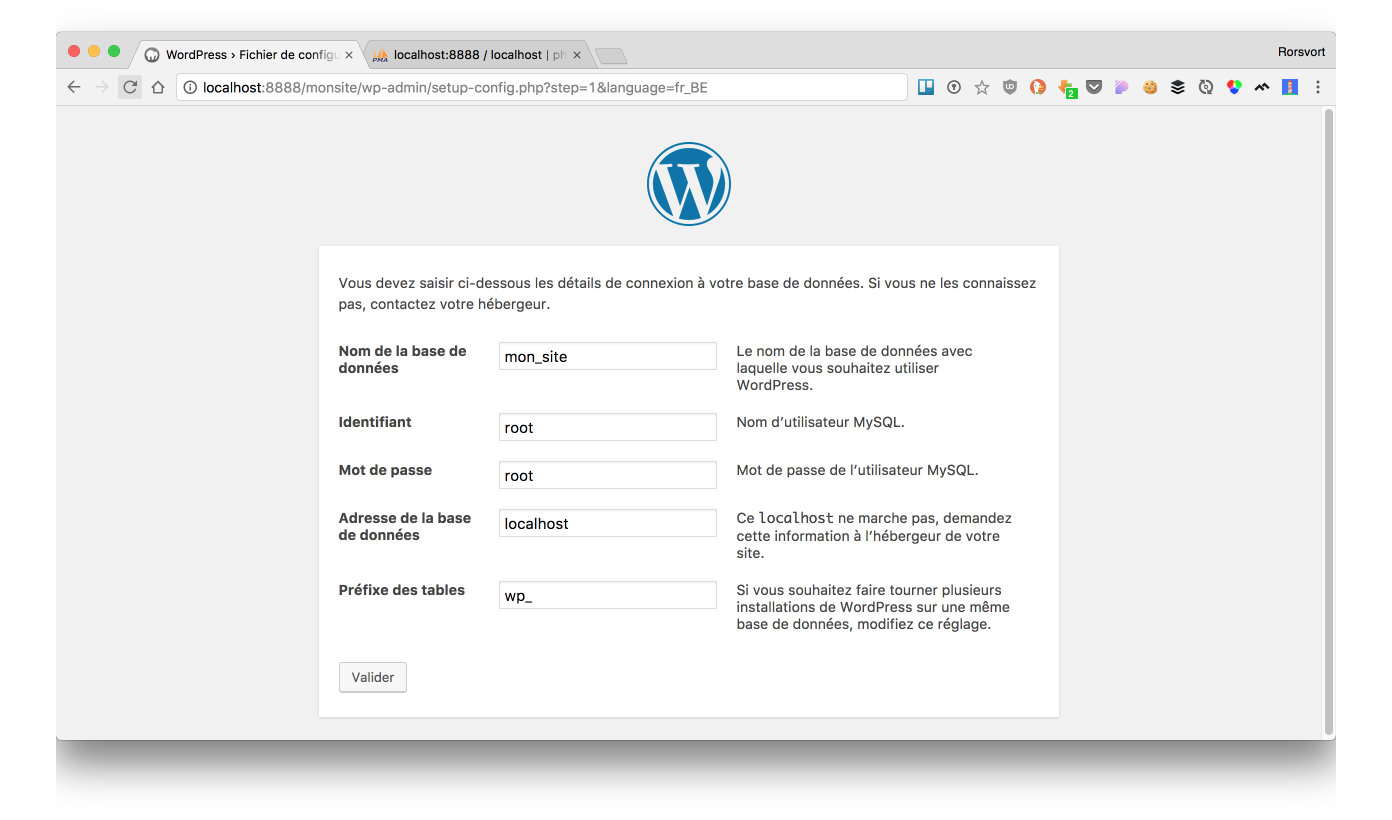 WordPress › Fichier de configu
localhost:8888 / localhost | ph
Rorsvort
localhost:8888/monsite/wp-admin/setup-config.php?step=1&language=fr_BE
2
Vous devez saisir ci-dessous les détails de connexion à votre base de données. Si vous ne les connaissez
pas, contactez votre hébergeur.
Nom de la base de
données
mon_site
Le nom de la base de données avec
laquelle vous souhaitez utiliser
WordPress.
Identifiant
root
Nom d’utilisateur MySQL.
Mot de passe
root
Mot de passe de l’utilisateur MySQL.
Adresse de la base
de données
localhost
Ce localhost ne marche pas, demandez
cette information à l’hébergeur de votre
site.
Préfixe des tables
wp_
Si vous souhaitez faire tourner plusieurs
installations de WordPress sur une même
base de données, modifiez ce réglage.
Valider